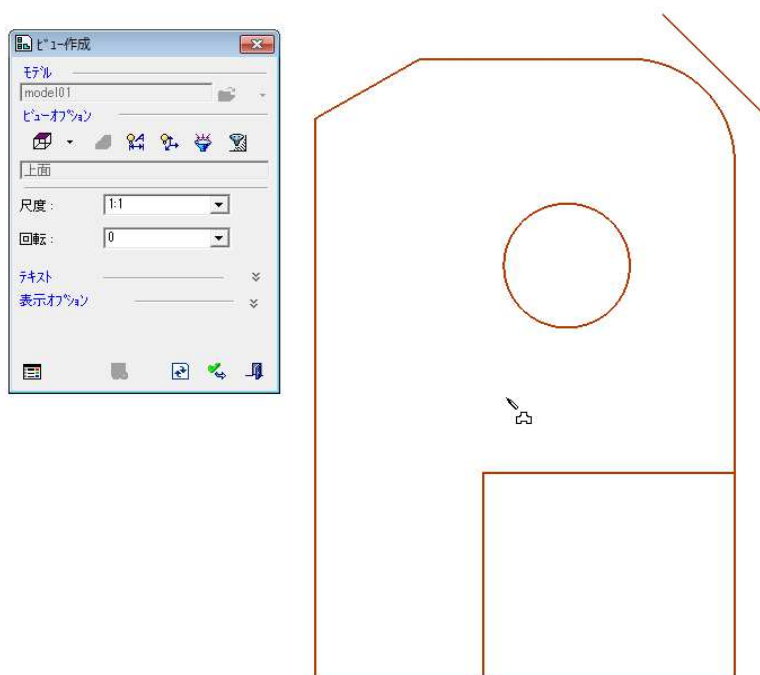 ビュー作成
モデル
model01
ビューオプション
上面
尺度 :
1:1
回転 :
0
テキスト
表示オプション